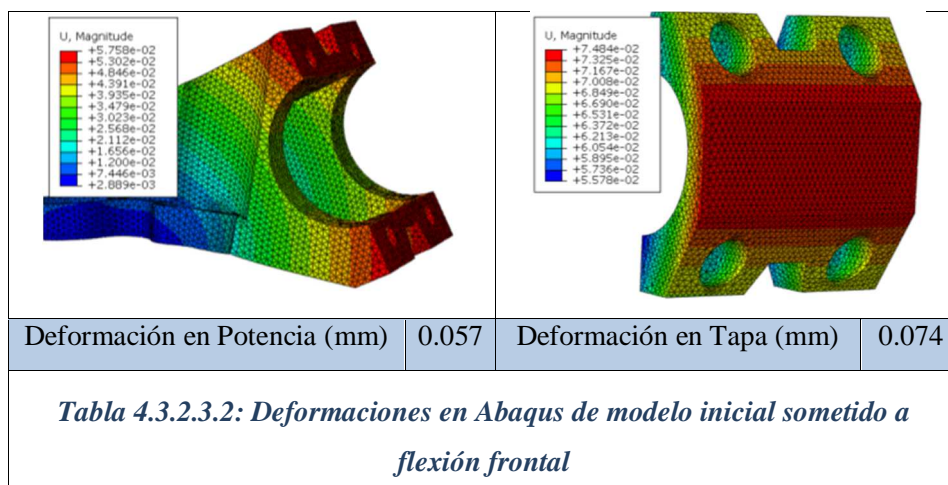 U, Magnitude
+5.758e-02
+5.302e-02
+4.846e-02
+4.391e-02
+3.935e-02
+3.479e-02
+3.023e-02
+2.568e-02
+2.112e-02
+1.656e-02
+1.200e-02
+7.446e-03
+2.889e-03
U, Magnitude
+7.484e-02
+7.325e-02
+7.167e-02
+7.008e-02
+6.849e-02
+6.690e-02
+6.531e-02
+6.372e-02
+6.213e-02
+6.054e-02
+5.895e-02
+5.736e-02
+5.578e-02
Deformación en Potencia (mm) 0.057 Deformación en Tapa (mm) 0.074
Tabla 4.3.2.3.2: Deformaciones en Abaqus de modelo inicial sometido a
flexión frontal